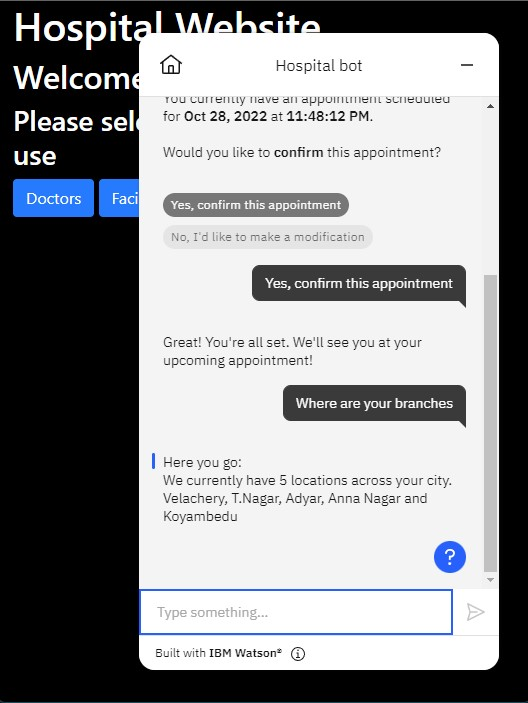 Hospital Website
Hospital bot
Welcome
Please sele
use
Doctors
Faci
You currently have an appointment scheduled
for Oct 28, 2022 at 11:48:12 PM.
Would you like to confirm this appointment?
Yes, confirm this appointment
No, I'd like to make a modification
Yes, confirm this appointment
Great! You're all set. We'll see you at your
upcoming appointment!
Where are your branches
Here you go:
We currently have 5 locations across your city.
Velachery, T.Nagar, Adyar, Anna Nagar and
Koyambedu
?
Type something...
Built with IBM Watson®